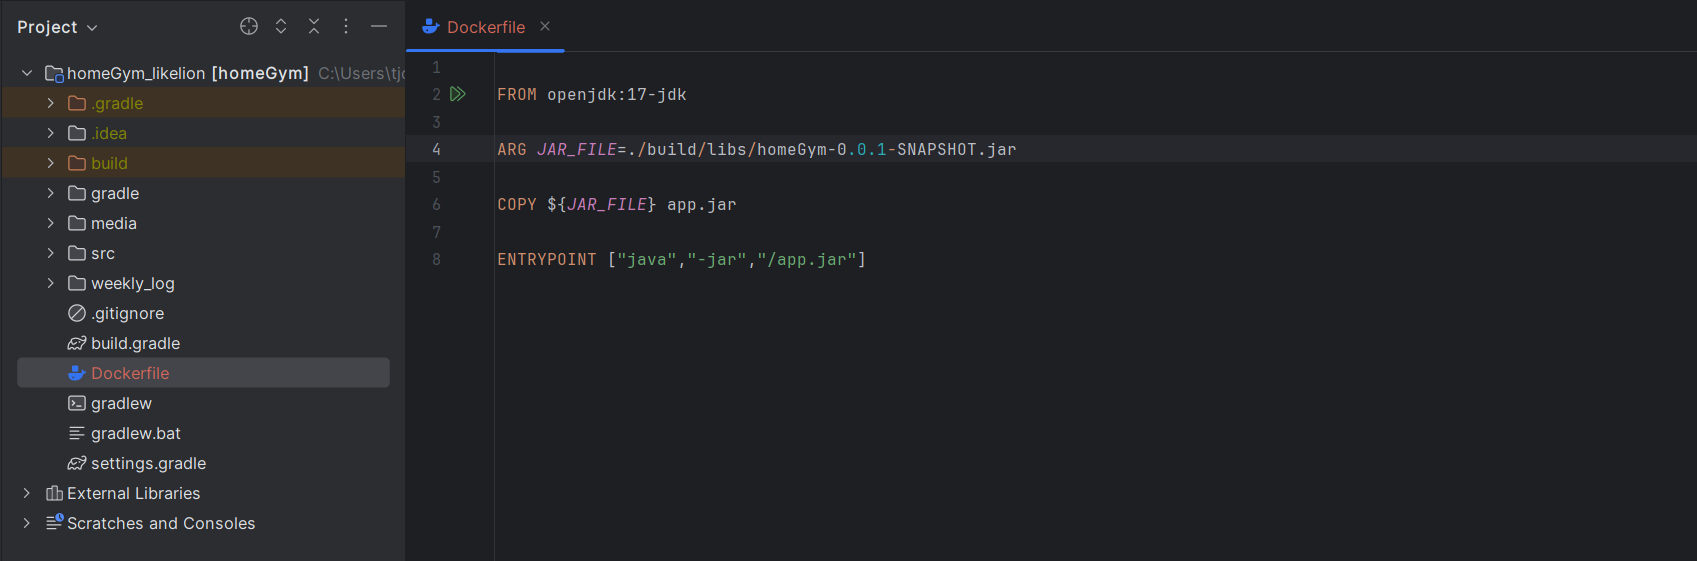 Project
homeGym_likelion [homeGym] C:\Users\tjc
.gradle
.idea
build
gradle
media
src
weekly_log
.gitignore
build.gradle
Dockerfile
gradlew
gradlew.bat
settings.gradle
External Libraries
Scratches and Consoles
Dockerfile
1
2 FROM openjdk:17-jdk
3
4 ARG JAR_FILE=./build/libs/homeGym-0.0.1-SNAPSHOT.jar
5
6 COPY ${JAR_FILE} app.jar
7
8 ENTRYPOINT ["java","-jar","/app.jar"]